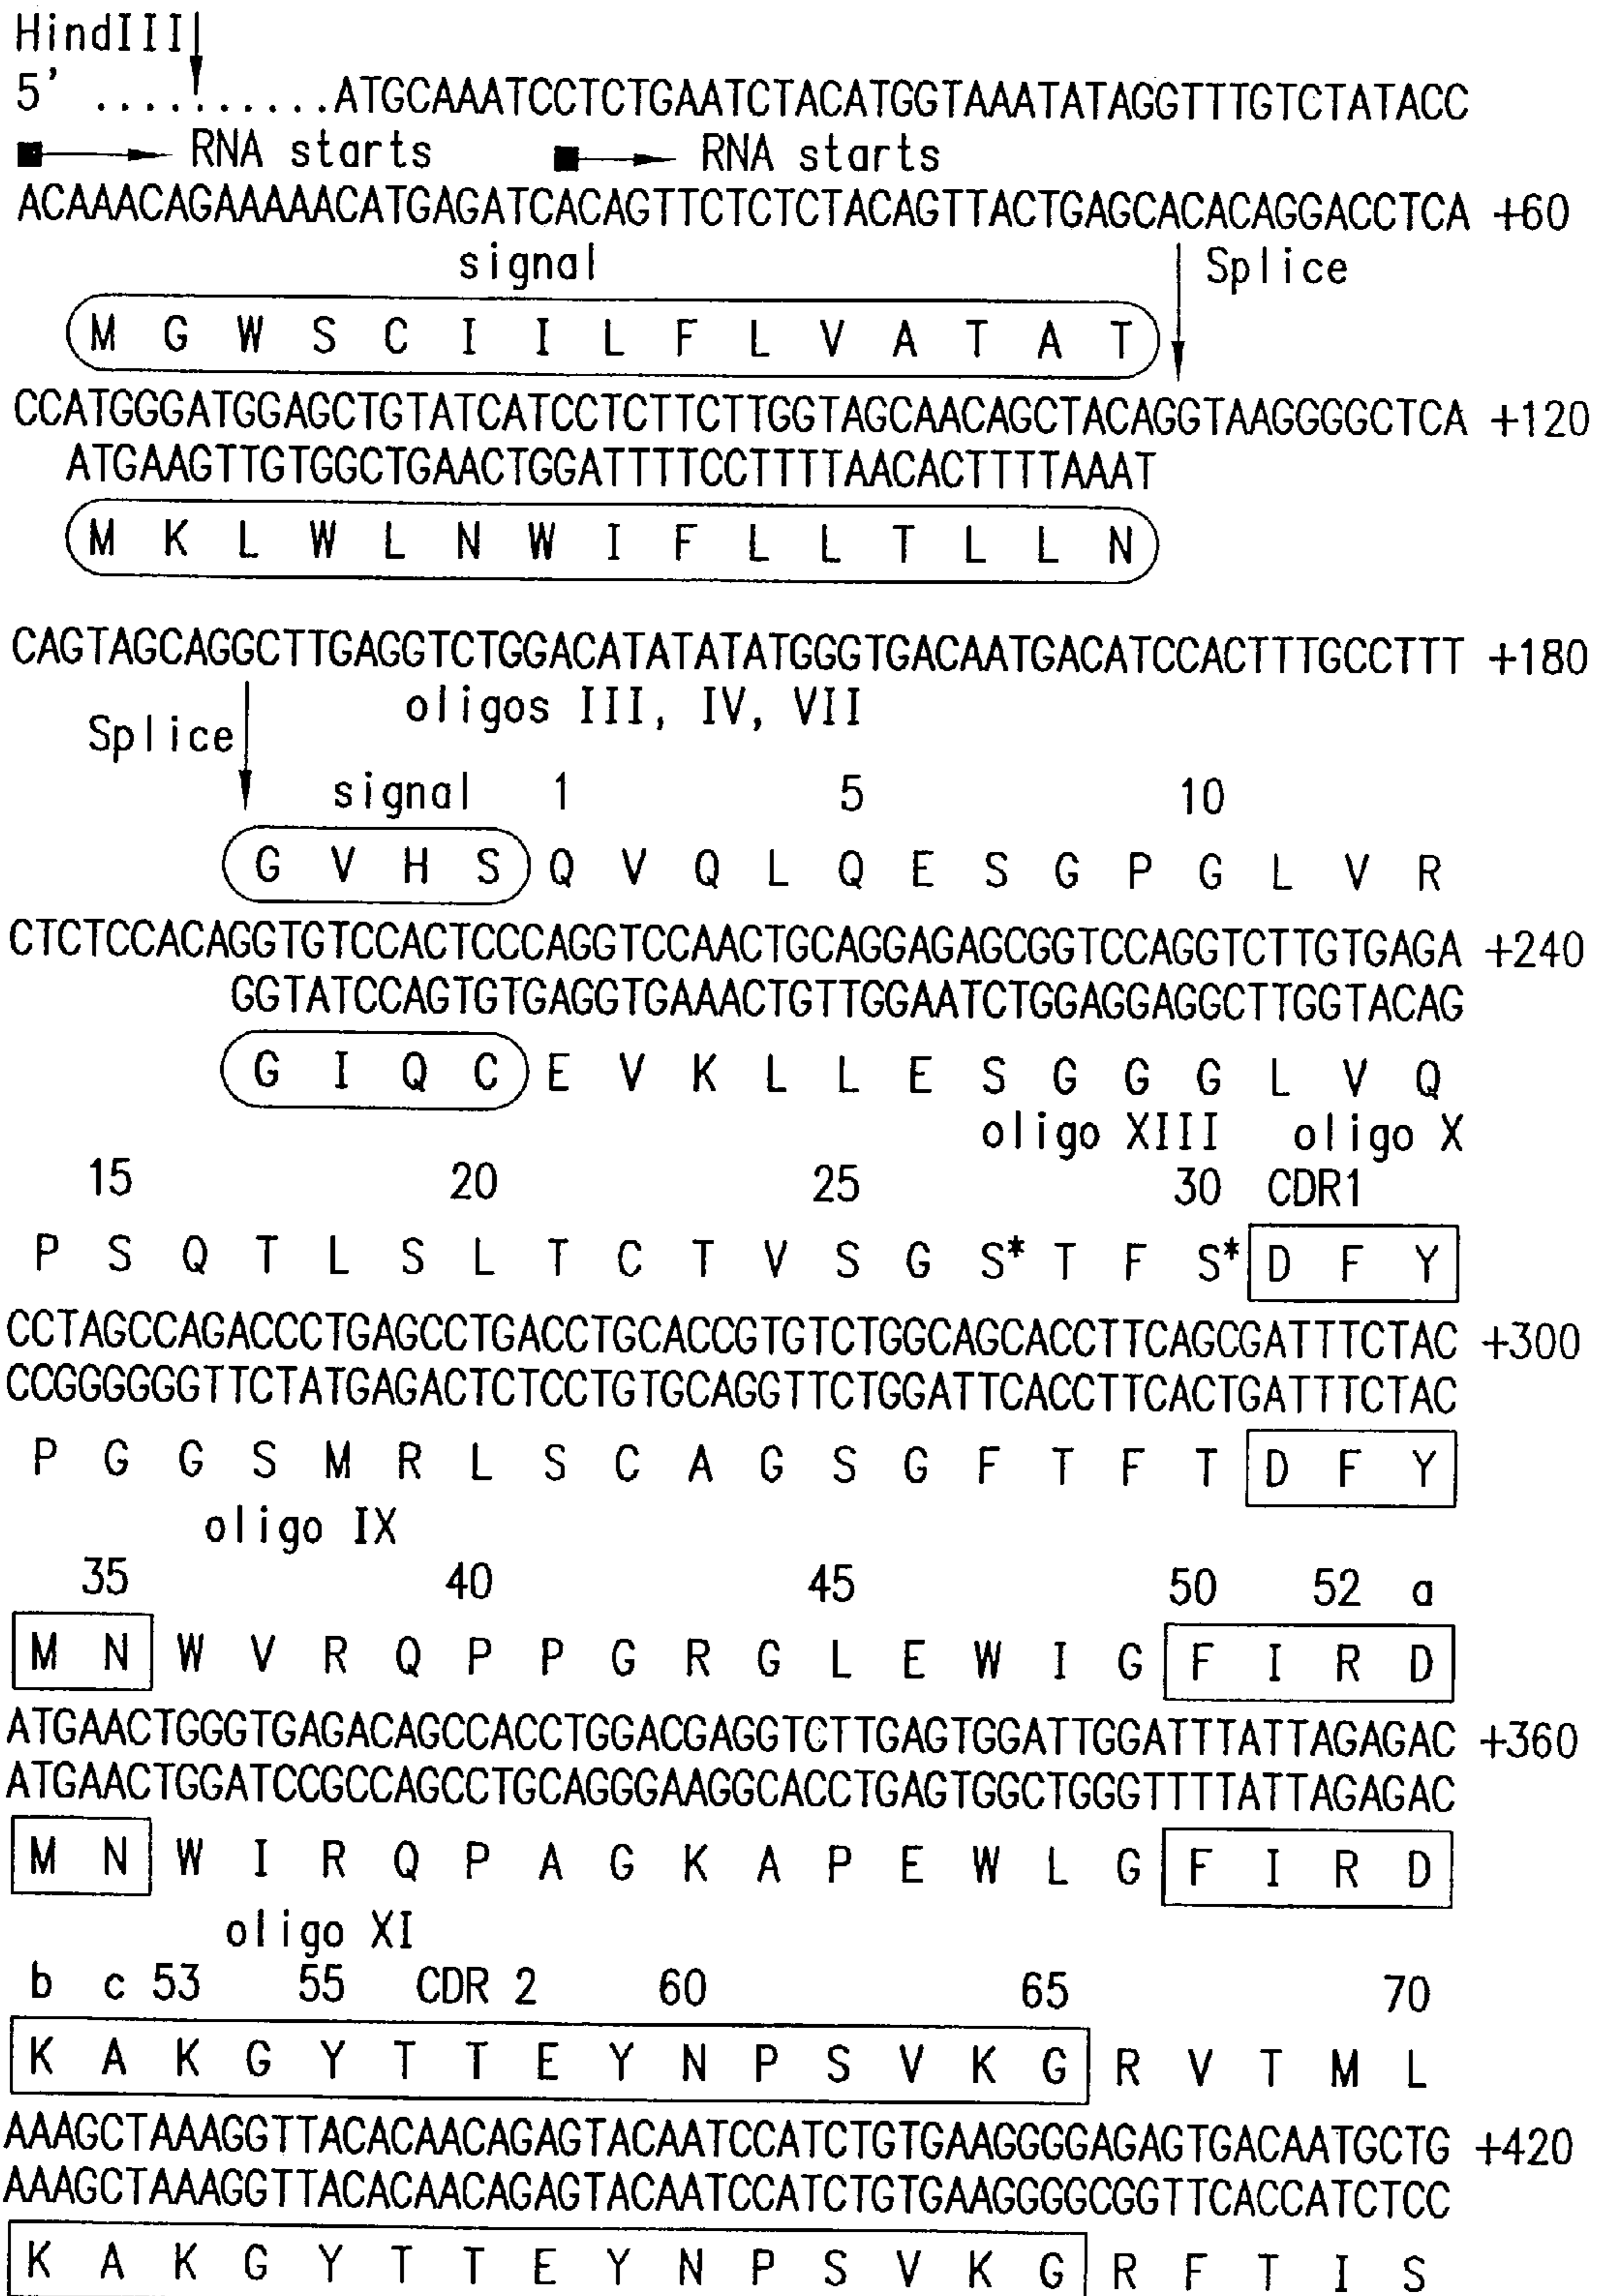 HindIII
5' ..........ATGCAAATCCTCTGAATCTACATGGTAAATATAGGTTTGTCTATACC
RNA starts RNA starts
ACAAACAGAAAAACATGAGATCACAGTTCTCTCTACAGTTACTGAGCACACAGGACCTCA +60
signal Splice
M G W S C I I L F L V A T A T
CCATGGGATGGAGCTGTATCATCCTCTTCTTGGTAGCAACAGCTACAGGTAAGGGGCTCA +120
ATGAAGTTGTGGCTGAACTGGATTTTCCTTTTAACACTTTTAAAT
M K L W L N W I F L L T L L N
CAGTAGCAGGCTTGAGGTCTGGACATATATATGGGTGACAATGACATCCACTTTGCCTTT +180
oligos III, IV, VII
Splice
signal 1 5 10
G V H S Q V Q L Q E S G P G L V R
CTCTCCACAGGTGTCCACTCCCAGGTCCAACTGCAGGAGAGCGGTCCAGGTCTTGTGAGA +240
GGTATCCAGTGTGAGGTGAAACTGTTGGAATCTGGAGGAGGCTTGGTACAG
G I Q C E V K L L E S G G G L V Q
oligo XIII oligo X
15 20 25 30 CDR1
P S Q T L S L T C T V S G S* T F S* D F Y
CCTAGCCAGACCCTGAGCCTGACCTGCACCGTGTCTGGCAGCACCTTCAGCGATTTCTAC +300
CCGGGGGGTTCTATGAGACTCTCCTGTGCAGGTTCTGGATTCACCTTCACTGATTTCTAC
P G G S M R L S C A G S G F T F T D F Y
oligo IX
35 40 45 50 52 a
M N W V R Q P P G R G L E W I G F I R D
ATGAACTGGGTGAGACAGCCACCTGGACGAGGTCTTGAGTGGATTGGATTTATTAGAGAC +360
ATGAACTGGATCCGCCAGCCTGCAGGGAAGGCACCTGAGTGGCTGGGTTTTATTAGAGAC
M N W I R Q P A G K A P E W L G F I R D
oligo XI
b c 53 55 CDR 2 60 65 70
K A K G Y T T E Y N P S V K G R V T M L
AAAGCTAAAGGTTACACAACAGAGTACAATCCATCTGTGAAGGGGAGAGTGACAATGCTG +420
AAAGCTAAAGGTTACACAACAGAGTACAATCCATCTGTGAAGGGGCGGTTCACCATCTCC
K A K G Y T T E Y N P S V K G R F T I S